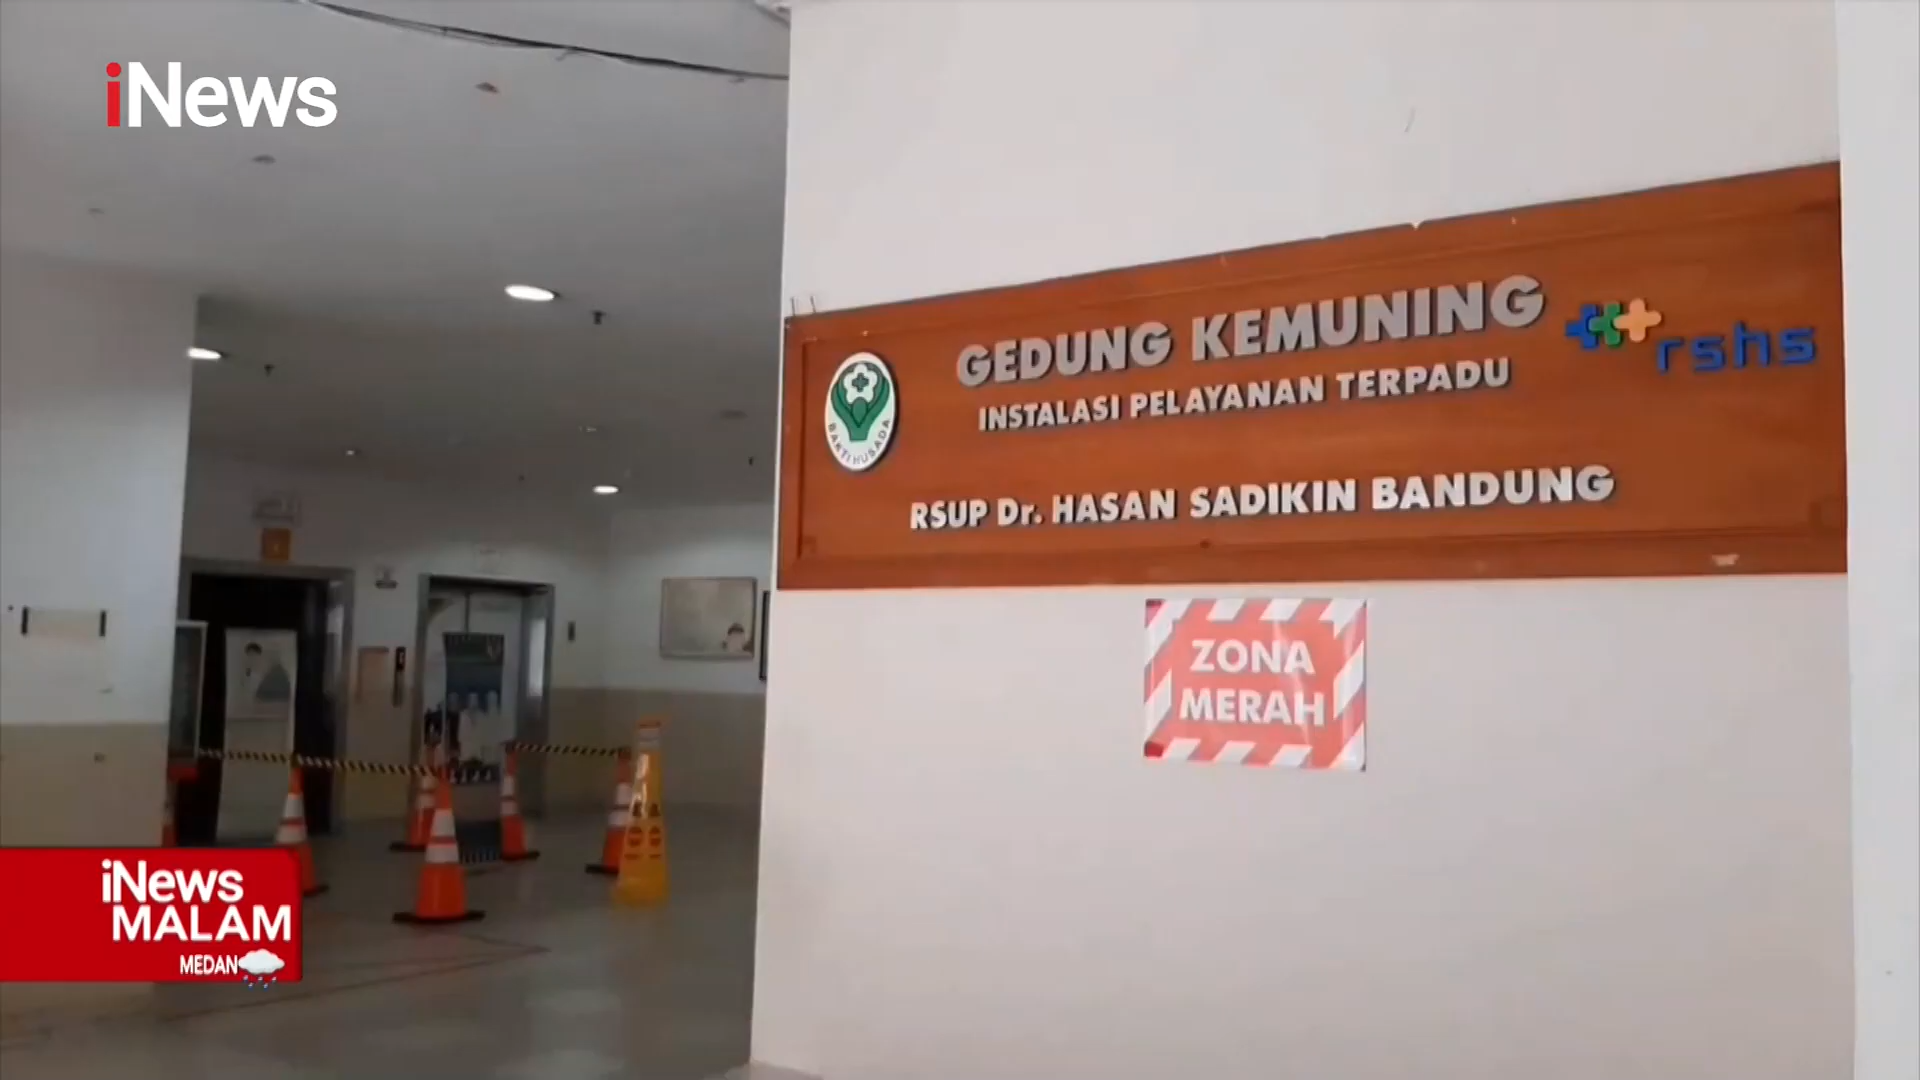 iNews
GEDUNG KEMUNING
rshs
INSTALASI PELAYANAN TERPADU
BAKTI HUSADA
RSUP Dr. HASAN SADIKIN BANDUNG
ZONA
MERAH
iNews
MALAM
MEDAN